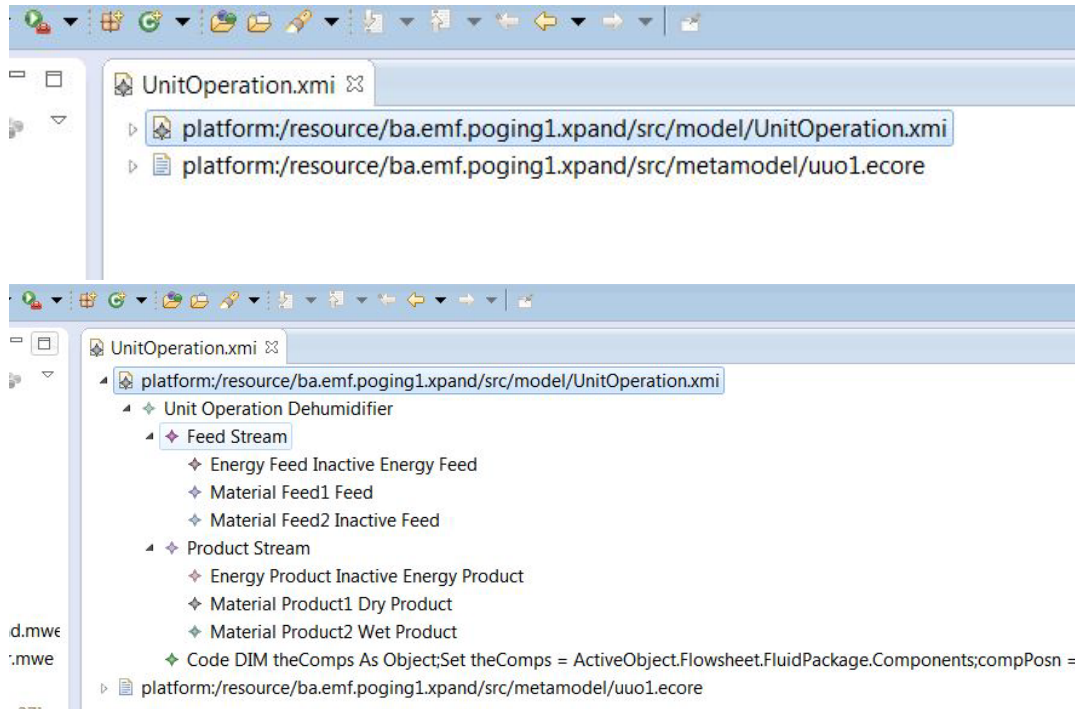 UnitOperation.xmi
platform:/resource/ba.emf.poging1.xpand/src/model/UnitOperation.xmi
platform:/resource/ba.emf.poging1.xpand/src/metamodel/uuo1.ecore
UnitOperation.xmi
platform:/resource/ba.emf.poging1.xpand/src/model/UnitOperation.xmi
Unit Operation Dehumidifier
Feed Stream
Energy Feed Inactive Energy Feed
Material Feed1 Feed
Material Feed2 Inactive Feed
Product Stream
Energy Product Inactive Energy Product
Material Product1 Dry Product
d.mwe Material Product2 Wet Product
r.mwe Code DIM theComps As Object;Set theComps = ActiveObject.Flowsheet.FluidPackage.Components;compPosn =
platform:/resource/ba.emf.poging1.xpand/src/metamodel/uuo1.ecore